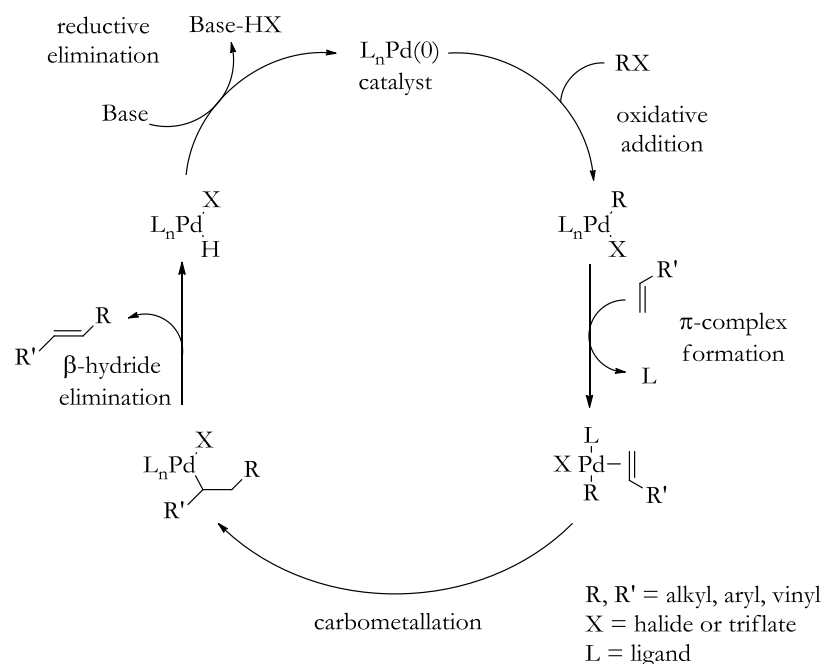 reductive
elimination
Base-HX
LnPd(0)
catalyst
RX
Base
oxidative
addition
X
LnPd
H
R
LnPd
X
R'
π-complex
formation
L
R
R'
β-hydride
elimination
X
LnPd
R
R'
L
X Pd
R
R'
carbometallation
R, R' = alkyl, aryl, vinyl
X = halide or triflate
L = ligand